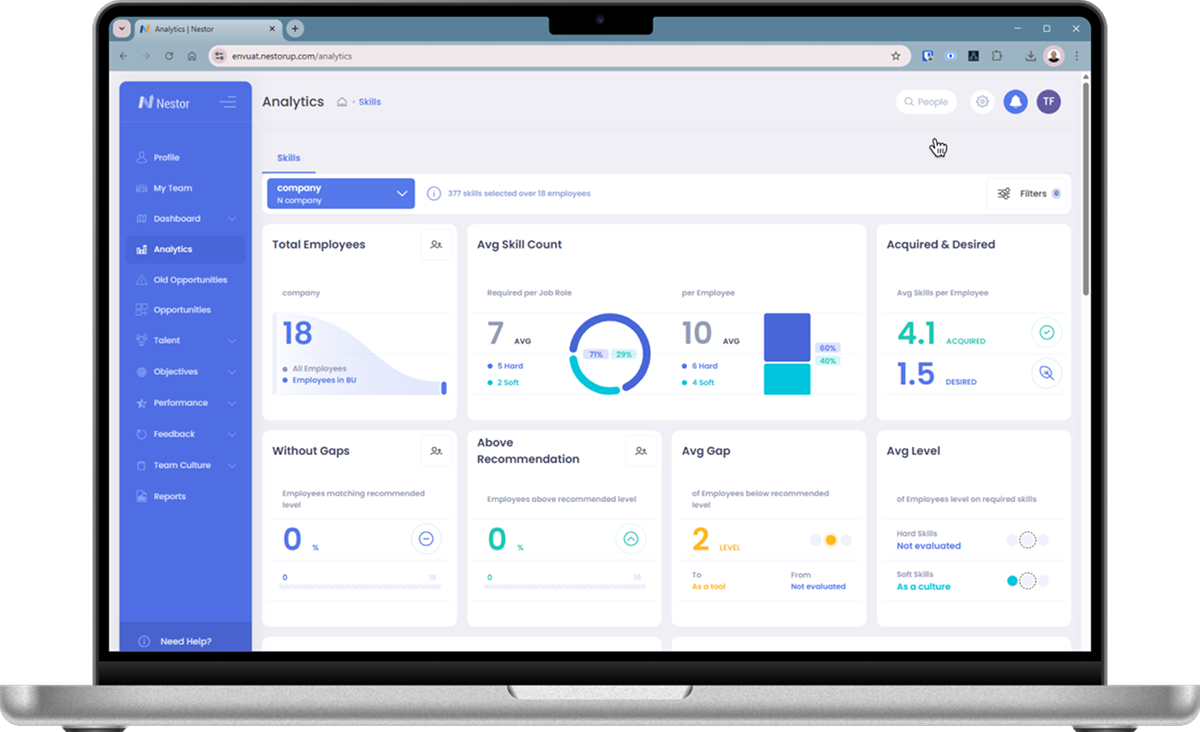 Analytics | Nestor
envuat.nestorup.com/analytics
Nestor
Profile
My Team
Dashboard
Analytics
Old Opportunities
Opportunities
Talent
Objectives
Performance
Feedback
Team Culture
Reports
Need Help?
Analytics
Skills
People
TF
Skills
company
N company
377 skills selected over 18 employees
Filters 0
Total Employees
company
18
All Employees
Employees in BU
Avg Skill Count
Required per Job Role
7 AVG
5 Hard
2 Soft
71% 29%
per Employee
10 AVG
6 Hard
4 Soft
60%
40%
Acquired & Desired
Avg Skills per Employee
4.1 ACQUIRED
1.5 DESIRED
Without Gaps
Employees matching recommended
level
0 %
0 18
Above
Recommendation
Employees above recommended level
0 %
0 18
Avg Gap
of Employees below recommended
level
2 LEVEL
To From
As a tool Not evaluated
Avg Level
of Employees level on required skills
Hard Skills
Not evaluated
Soft Skills
As a culture